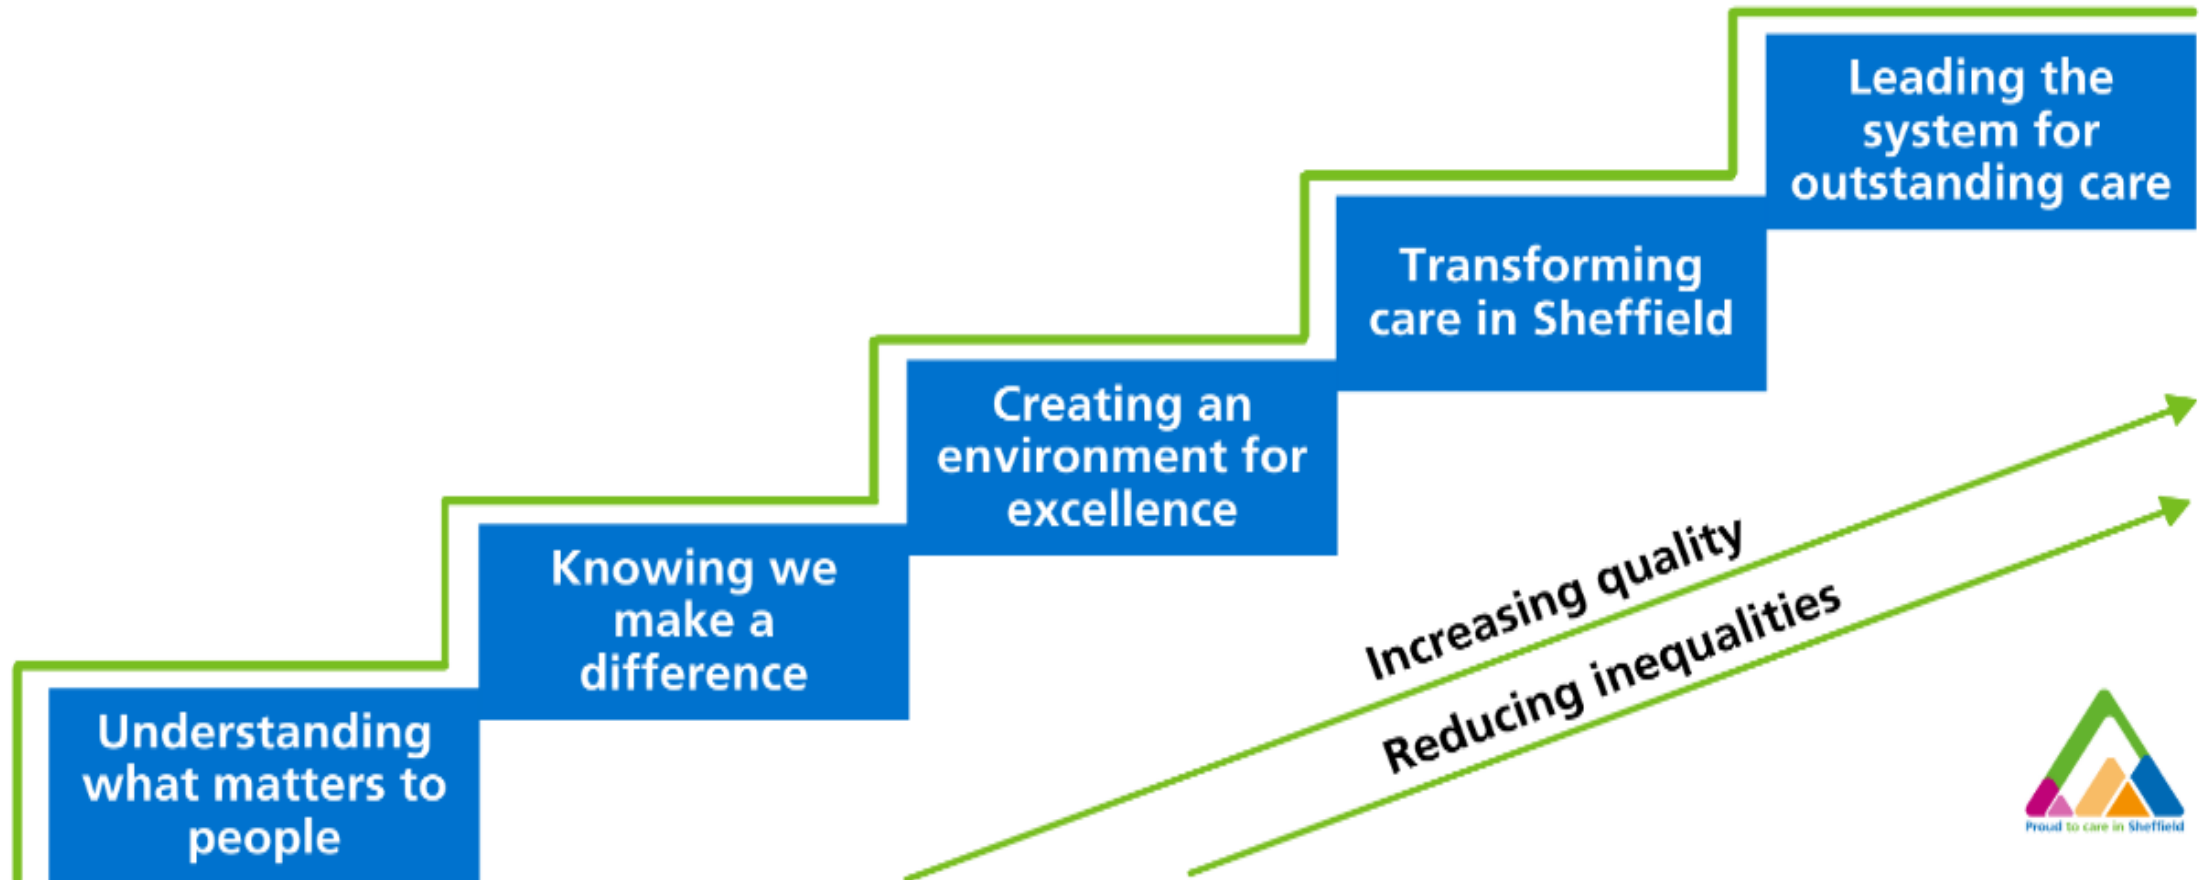 Leading the
system for
outstanding care
Transforming
care in Sheffield
Creating an
environment for
excellence
Knowing we
make a
difference
Understanding
what matters to
people
Increasing quality
Reducing inequalities
Proud to care in Sheffield